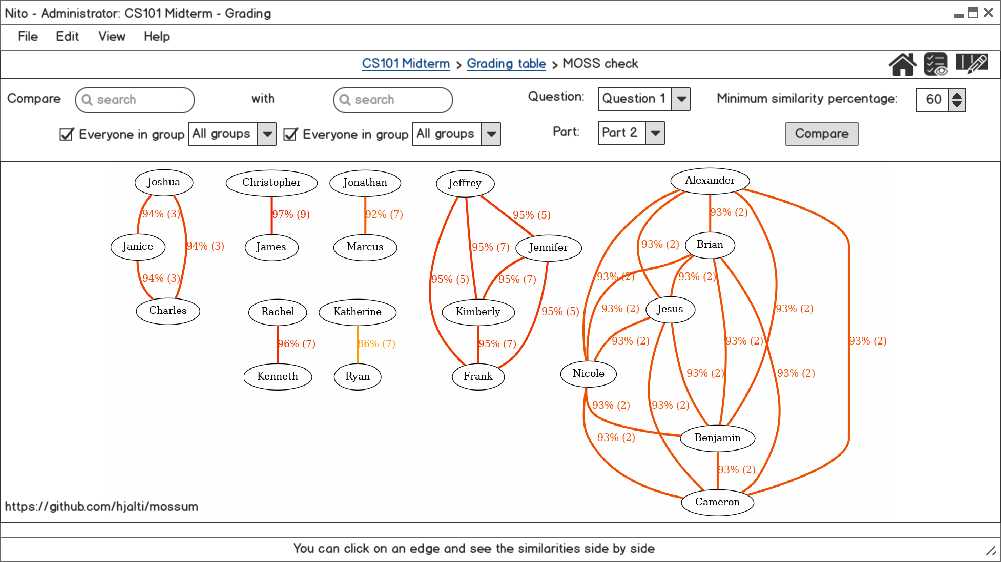 Nito - Administrator: CS101 Midterm - Grading
File Edit View Help
CS101 Midterm > Grading table > MOSS check
Compare search with search Question: Question 1 Minimum similarity percentage: 60
Everyone in group All groups Everyone in group All groups Part: Part 2 Compare
Joshua Christopher Jonathan Jeffrey Alexander
94% (3) 97% (9) 92% (7) 95% (5) 93% (2)
Janice 94% (3) James Marcus 95% (7) Jennifer 93% (2) Brian
94% (3) 95% (5) 95% (7) 93% (2) 93% (2)
Charles Rachel Katherine Kimberly 95% (5) 93% (2) Jesus 93% (2)
96% (7) 86% (7) 95% (7) 93% (2) 93% (2) 93% (2)
Kenneth Ryan Frank Nicole 93% (2) 93% (2)
93% (2) 93% (2)
93% (2) Benjamin
93% (2)
Cameron
https://github.com/hjalti/mossum
You can click on an edge and see the similarities side by side